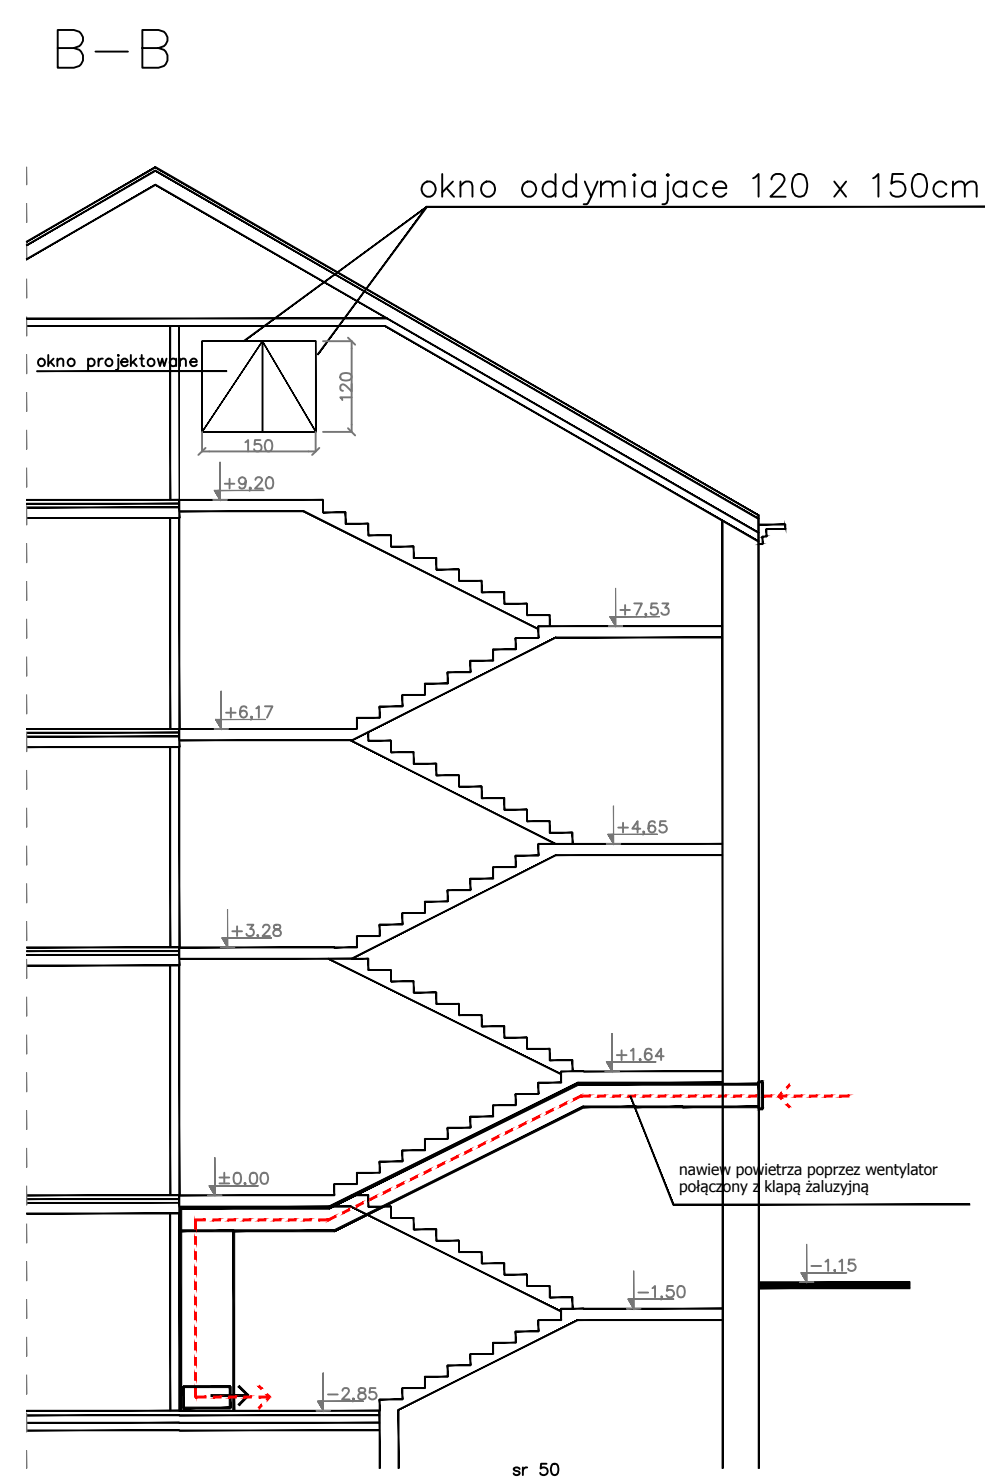 B-B
okno oddymiajace 120 x 150cm
okno projektowane
120
150
+9,20
+7,53
+6,17
+4,65
+3,28
+1,64
nawiew powietrza poprzez wentylator
połączony z klapą żaluzyjną
±0,00
-1,15
-1,50
-2,85
sr 50